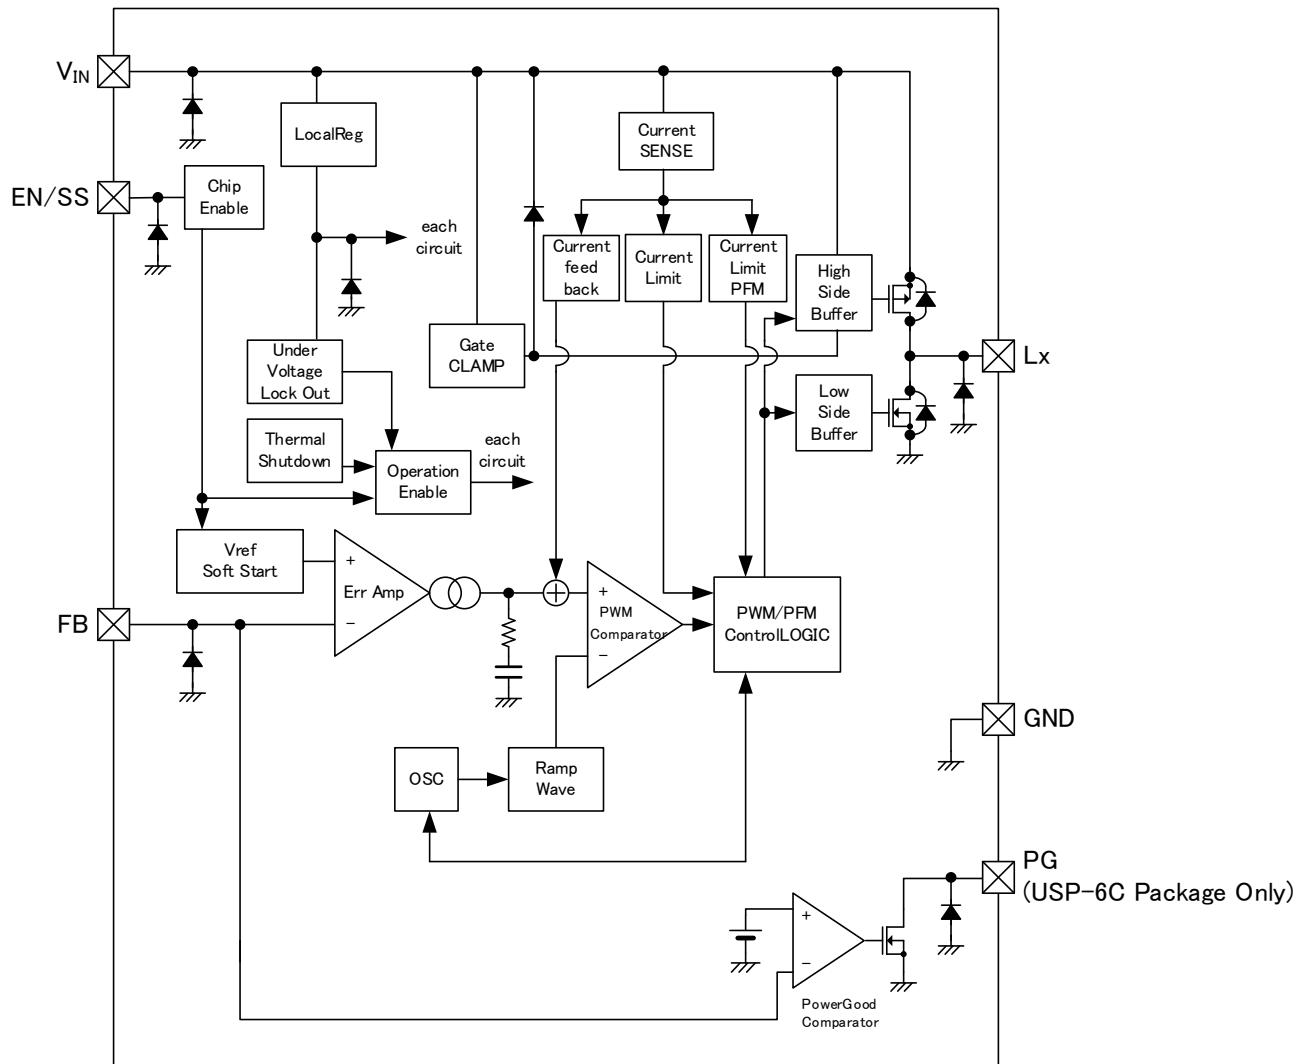 VIN
LocalReg
Current
SENSE
EN/SS
Chip
Enable
each
circuit
Current
feed
back
Current
Limit
Current
Limit
PFM
High
Side
Buffer
Under
Voltage
Lock Out
Gate
CLAMP
Lx
Low
Side
Buffer
Thermal
Shutdown
each
circuit
Operation
Enable
Vref
Soft Start
+
Err Amp
−
+
PWM
Comparator
−
PWM/PFM
ControlLOGIC
FB
GND
OSC
Ramp
Wave
PG
(USP-6C Package Only)
+
−
PowerGood
Comparator